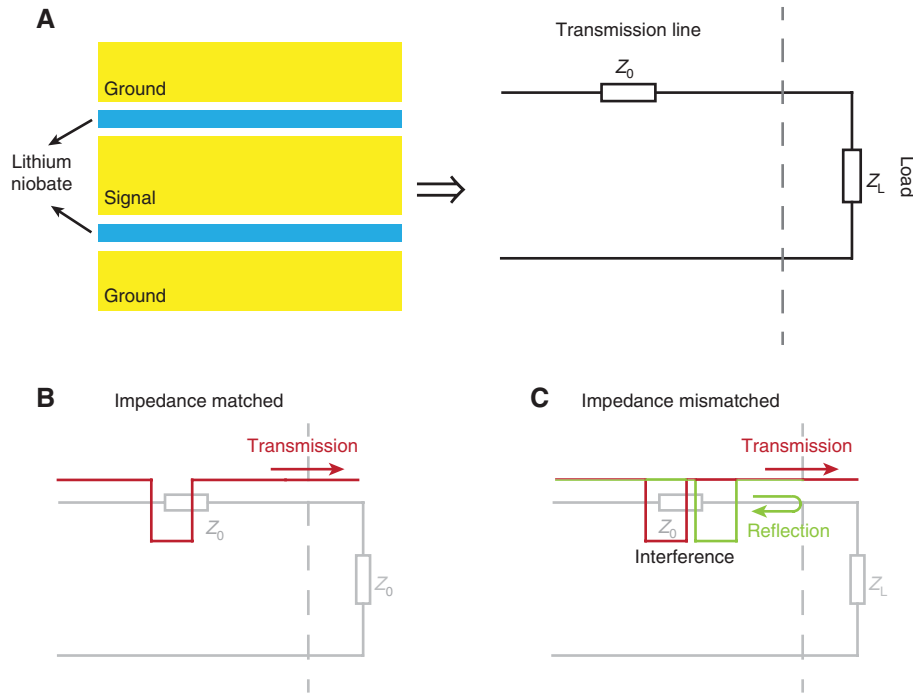 A
Ground
Lithium
niobate
Signal
Ground
Transmission line
Z0
ZL
Load
B
Impedance matched
Transmission
Z0
Z0
C
Impedance mismatched
Transmission
Z0
Reflection
Interference
ZL